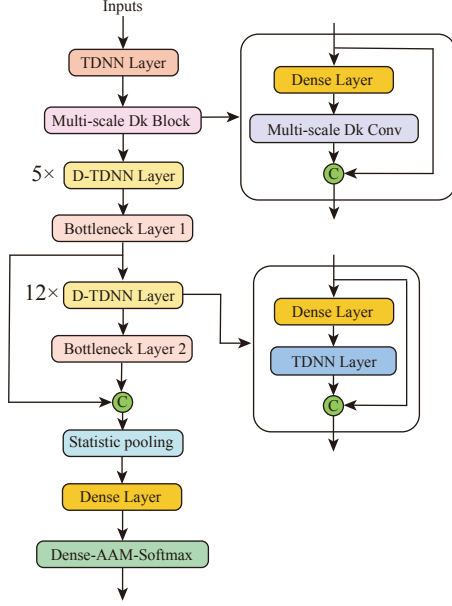 Inputs
TDNN Layer
Multi-scale Dk Block
5×
D-TDNN Layer
Bottleneck Layer 1
12×
D-TDNN Layer
Bottleneck Layer 2
C
Statistic pooling
Dense Layer
Dense-AAM-Softmax
Dense Layer
Multi-scale Dk Conv
C
Dense Layer
TDNN Layer
C